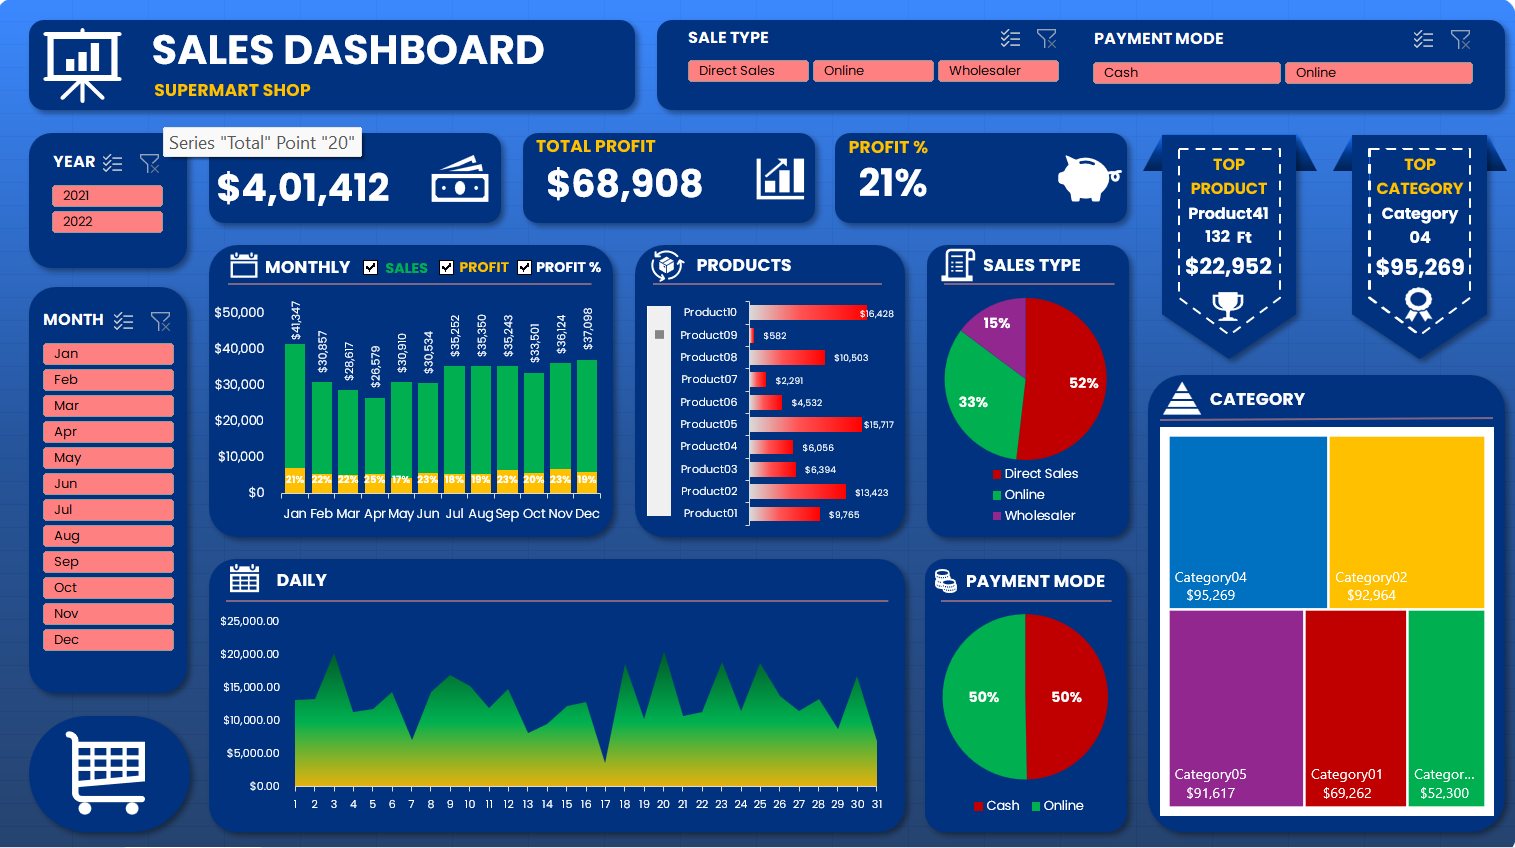 SALES DASHBOARD
SUPERMART SHOP
SALE TYPE
Direct Sales
Online
Wholesaler
PAYMENT MODE
Cash
Online
YEAR
2021
2022
Series "Total" Point "20"
$4,01,412
TOTAL PROFIT
$68,908
PROFIT %
21%
TOP
PRODUCT
Product41
132 Ft
$22,952
TOP
CATEGORY
Category
04
$95,269
MONTH
Jan
Feb
Mar
Apr
May
Jun
Jul
Aug
Sep
Oct
Nov
Dec
MONTHLY
SALES
PROFIT
PROFIT %
$50,000
$40,000
$30,000
$20,000
$10,000
$0
$41,347
$30,857
$28,617
$26,579
$30,910
$30,534
$35,252
$35,350
$35,243
$33,501
$36,124
$37,098
21% 22% 22% 25% 17% 23% 18% 19% 23% 20% 23% 19%
Jan Feb Mar Apr May Jun Jul Aug Sep Oct Nov Dec
PRODUCTS
Product10 $16,428
Product09 $582
Product08 $10,503
Product07 $2,291
Product06 $4,532
Product05 $15,717
Product04 $6,056
Product03 $6,394
Product02 $13,423
Product01 $9,765
SALES TYPE
15%
52%
33%
Direct Sales
Online
Wholesaler
CATEGORY
Category04
$95,269
Category02
$92,964
Category05
$91,617
Category01
$69,262
Categor...
$52,300
DAILY
$25,000.00
$20,000.00
$15,000.00
$10,000.00
$5,000.00
$0.00
1 2 3 4 5 6 7 8 9 10 11 12 13 14 15 16 17 18 19 20 21 22 23 24 25 26 27 28 29 30 31
PAYMENT MODE
50%
50%
Cash
Online